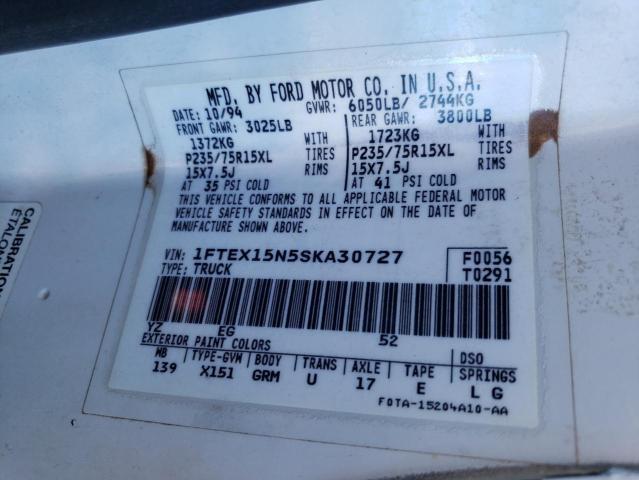 MFD. BY FORD MOTOR CO. IN U.S.A.
DATE: 10/94 GVWR: 6050LB/ 2744KG
FRONT GAWR: 3025LB REAR GAWR: 3800LB
1372KG WITH 1723KG WITH
P235/75R15XL TIRES P235/75R15XL TIRES
15X7.5J RIMS 15X7.5J RIMS
AT 35 PSI COLD AT 41 PSI COLD
THIS VEHICLE CONFORMS TO ALL APPLICABLE FEDERAL MOTOR
VEHICLE SAFETY STANDARDS IN EFFECT ON THE DATE OF
MANUFACTURE SHOWN ABOVE.
VIN: 1FTEX15N5SKA30727 F0056
TYPE: TRUCK T0291
YZ EG 52
EXTERIOR PAINT COLORS DSO
WB TYPE-GVM BODY TRANS AXLE TAPE SPRINGS
139 X151 GRM U 17 E L G
F0TA-15204A10-AA
CALIBRATION